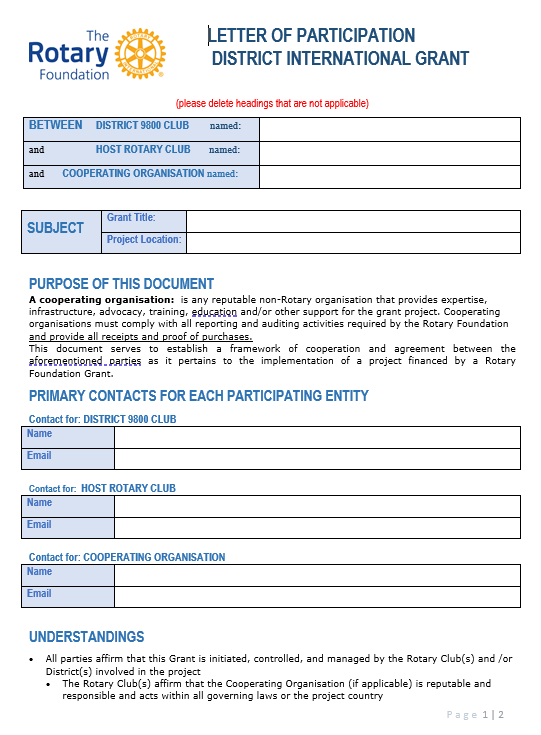 The
Rotary
Foundation
LETTER OF PARTICIPATION
DISTRICT INTERNATIONAL GRANT
(please delete headings that are not applicable)
BETWEEN DISTRICT 9800 CLUB named:
and HOST ROTARY CLUB named:
and COOPERATING ORGANISATION named:
SUBJECT
Grant Title:
Project Location:
PURPOSE OF THIS DOCUMENT
A cooperating organisation: is any reputable non-Rotary organisation that provides expertise,
infrastructure, advocacy, training, education and/or other support for the grant project. Cooperating
organisations must comply with all reporting and auditing activities required by the Rotary Foundation
and provide all receipts and proof of purchases.
This document serves to establish a framework of cooperation and agreement between the
aforementioned parties as it pertains to the implementation of a project financed by a Rotary
Foundation Grant.
PRIMARY CONTACTS FOR EACH PARTICIPATING ENTITY
Contact for: DISTRICT 9800 CLUB
Name
Email
Contact for: HOST ROTARY CLUB
Name
Email
Contact for: COOPERATING ORGANISATION
Name
Email
UNDERSTANDINGS
• All parties affirm that this Grant is initiated, controlled, and managed by the Rotary Club(s) and /or
District(s) involved in the project
• The Rotary Club(s) affirm that the Cooperating Organisation (if applicable) is reputable and
responsible and acts within all governing laws or the project country
Page 1 | 2